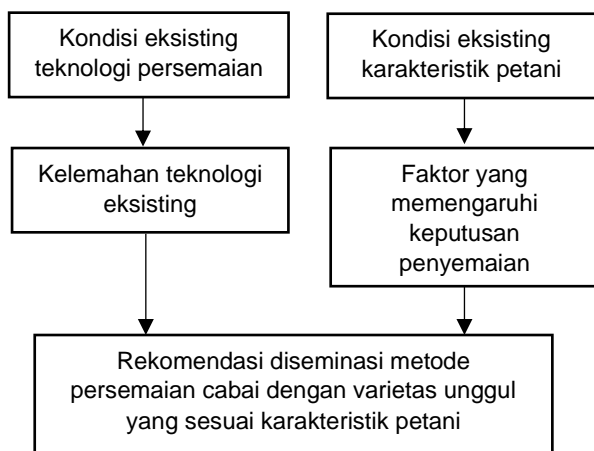 Kondisi eksisting
teknologi persemaian
Kondisi eksisting
karakteristik petani
Kelemahan teknologi
eksisting
Faktor yang
memengaruhi
keputusan
penyemaian
Rekomendasi diseminasi metode
persemaian cabai dengan varietas unggul
yang sesuai karakteristik petani